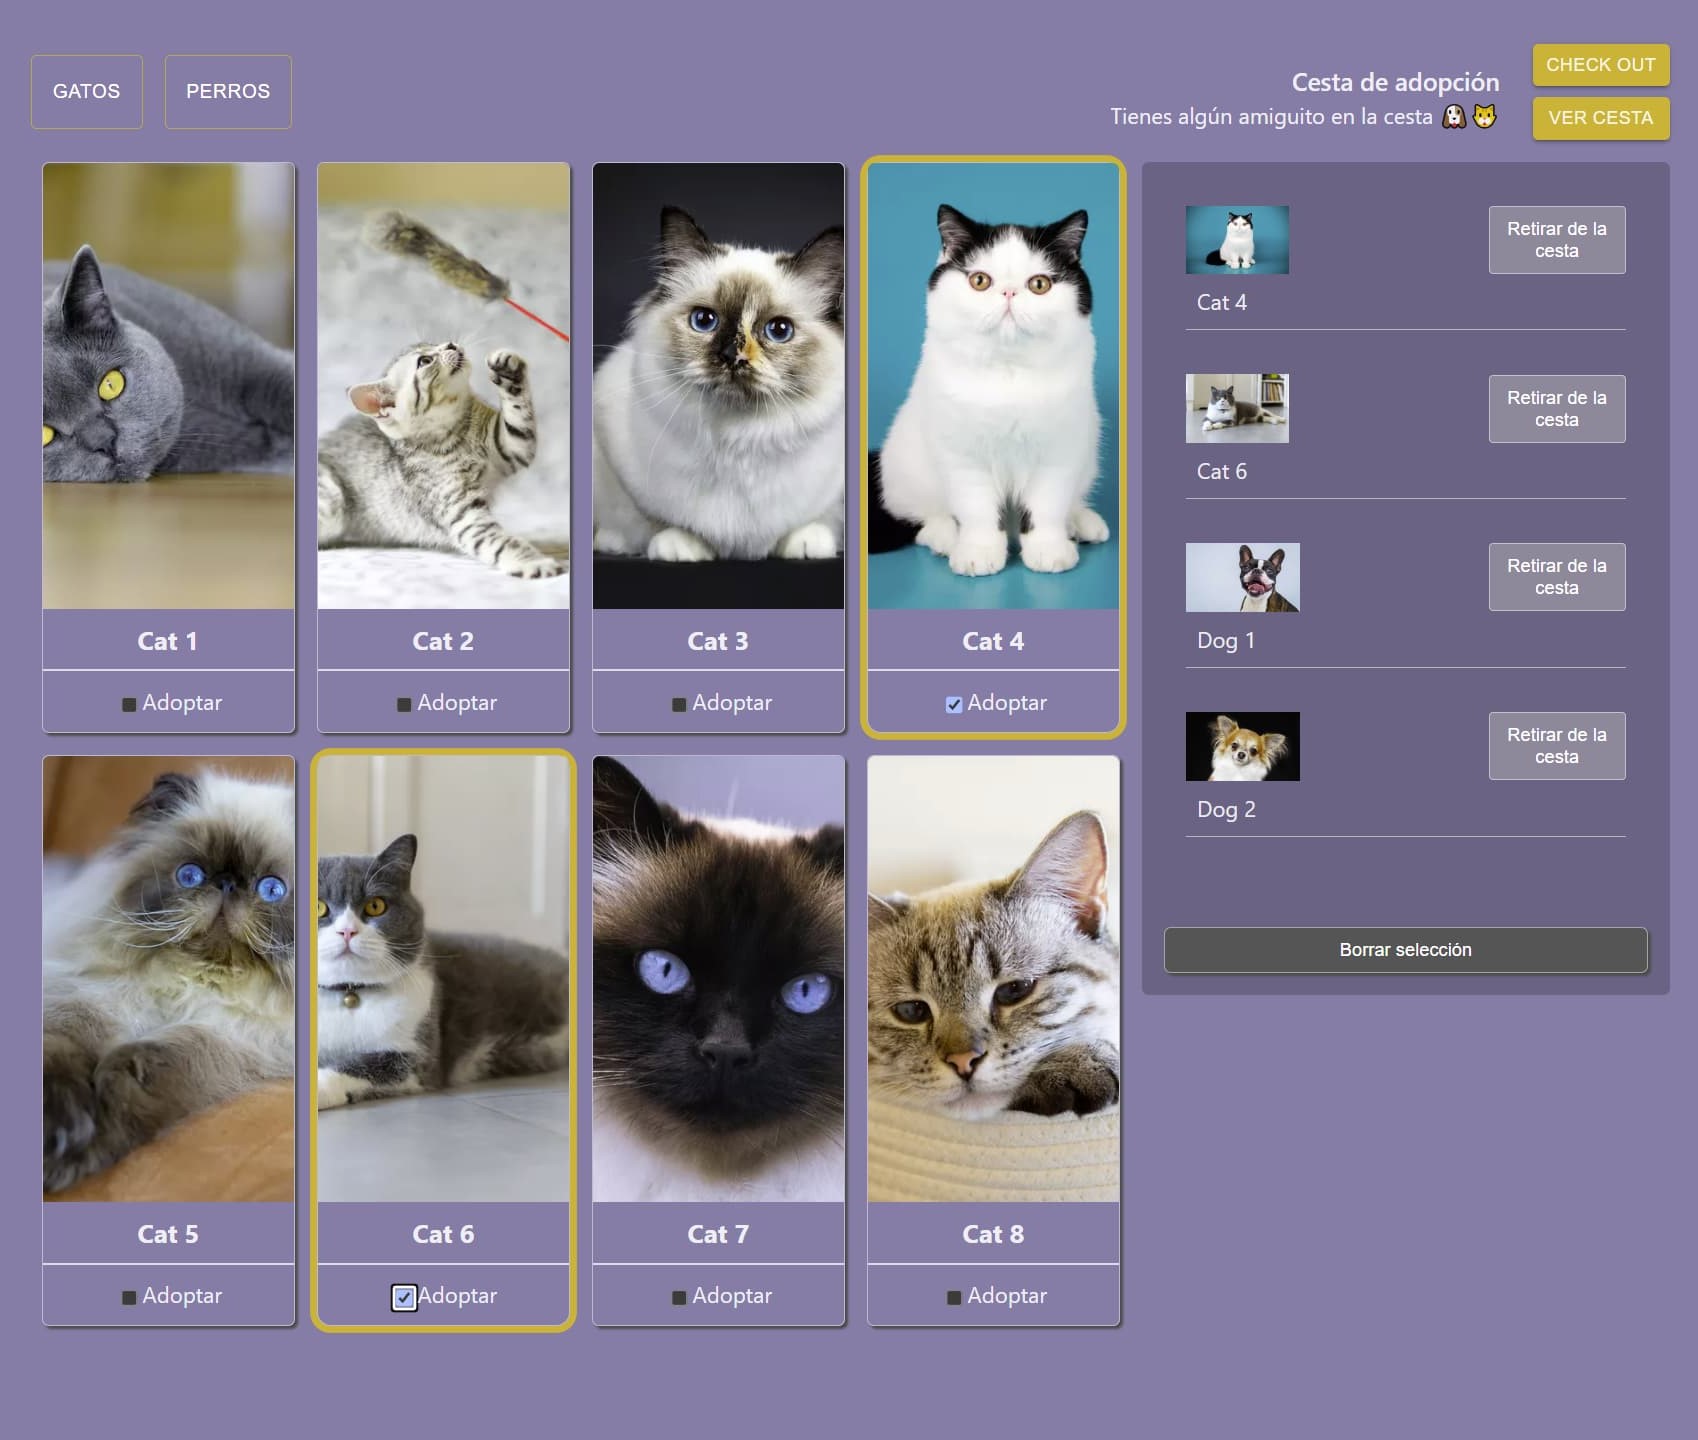 GATOS
PERROS
Cesta de adopción
Tienes algún amiguito en la cesta 🐶🐱
CHECK OUT
VER CESTA
Cat 1
Adoptar
Cat 2
Adoptar
Cat 3
Adoptar
Cat 4
Adoptar
Cat 5
Adoptar
Cat 6
Adoptar
Cat 7
Adoptar
Cat 8
Adoptar
Retirar de la
cesta
Cat 4
Retirar de la
cesta
Cat 6
Retirar de la
cesta
Dog 1
Retirar de la
cesta
Dog 2
Borrar selección